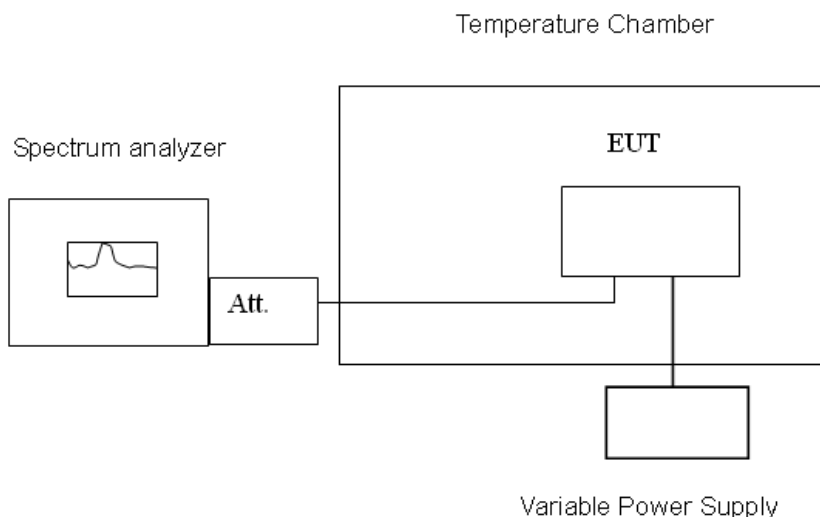 Temperature Chamber
Spectrum analyzer
EUT
Att.
Variable Power Supply